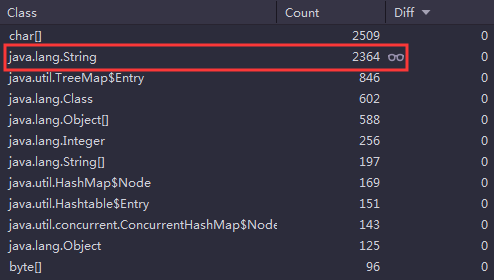 Class Count Diff
char[] 2509 0
java.lang.String 2364 0
java.util.TreeMap$Entry 846 0
java.lang.Class 602 0
java.lang.Object[] 588 0
java.lang.Integer 256 0
java.lang.String[] 197 0
java.util.HashMap$Node 169 0
java.util.Hashtable$Entry 151 0
java.util.concurrent.ConcurrentHashMap$Node 143 0
java.lang.Object 125 0
byte[] 96 0